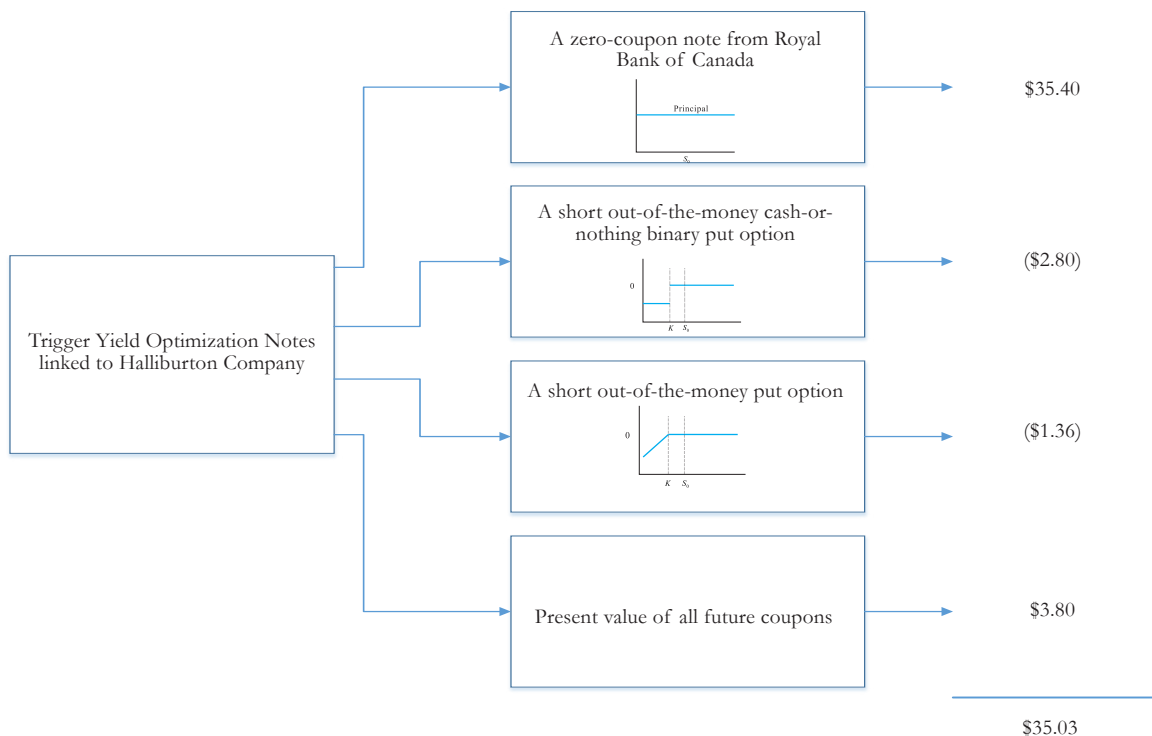 A zero-coupon note from Royal
Bank of Canada
Principal
S₀
$35.40
A short out-of-the-money cash-or-
nothing binary put option
0
K S₀
($2.80)
Trigger Yield Optimization Notes
linked to Halliburton Company
A short out-of-the-money put option
0
K S₀
($1.36)
Present value of all future coupons
$3.80
$35.03